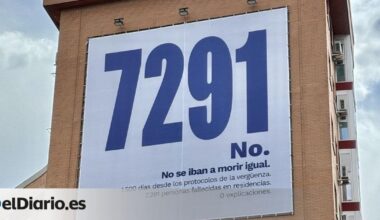 7291
No.
No se iban a morir igual.
días desde los protocolos de la vergüenza.
7291 personas fallecidas en residencias.
0 explicaciones
elDiario.es